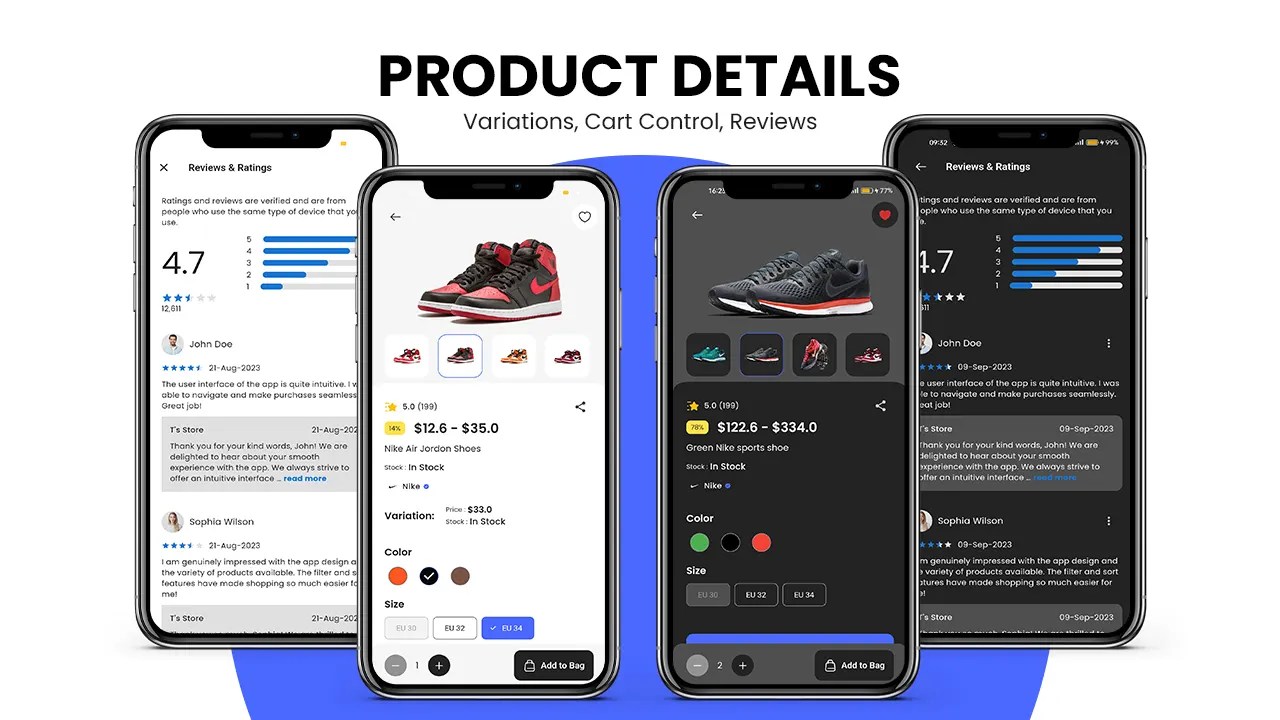 PRODUCT DETAILS
Variations, Cart Control, Reviews
Reviews & Ratings
Ratings and reviews are verified and are from
people who use the same type of device that you
use.
4.7
5
4
3
2
1
12,611
John Doe
21-Aug-2023
The user interface of the app is quite intuitive. I
able to navigate and make purchases seamlessly.
Great job!
T's Store
21-Aug-202
Thank you for your kind words, John! We are
delighted to hear about your smooth
experience with the app. We always strive to
offer an intuitive interface ... read more
Sophia Wilson
21-Aug-2023
I am genuinely impressed with the app design and
the variety of products available. The filter and sort
features have made shopping so much easier for
me!
T's Store
21-Aug-202
5.0 (199)
14%
$12.6 - $35.0
Nike Air Jordon Shoes
Stock : In Stock
Nike
Variation:
Price : $33.0
Stock : In Stock
Color
Size
EU 30
EU 32
EU 34
1
Add to Bag
16:23
77%
5.0 (199)
78%
$122.6 - $334.0
Green Nike sports shoe
Stock : In Stock
Nike
Color
Size
EU 30
EU 32
EU 34
2
Add to Bag
09:32
99%
Reviews & Ratings
tings and reviews are verified and are from
ople who use the same type of device that you
.7
5
4
3
2
1
John Doe
09-Sep-2023
e user interface of the app is quite intuitive. I was
le to navigate and make purchases seamlessly.
eat job!
's Store
09-Sep-2023
hank you for your kind words, John! We are
elighted to hear about your smooth
xperience with the app. We always strive to
ffer an intuitive interface ... read more
Sophia Wilson
09-Sep-2023
m genuinely impressed with the app design and
variety of products available. The filter and sort
atures have made shopping so much easier for
's Store
09-Sep-2023